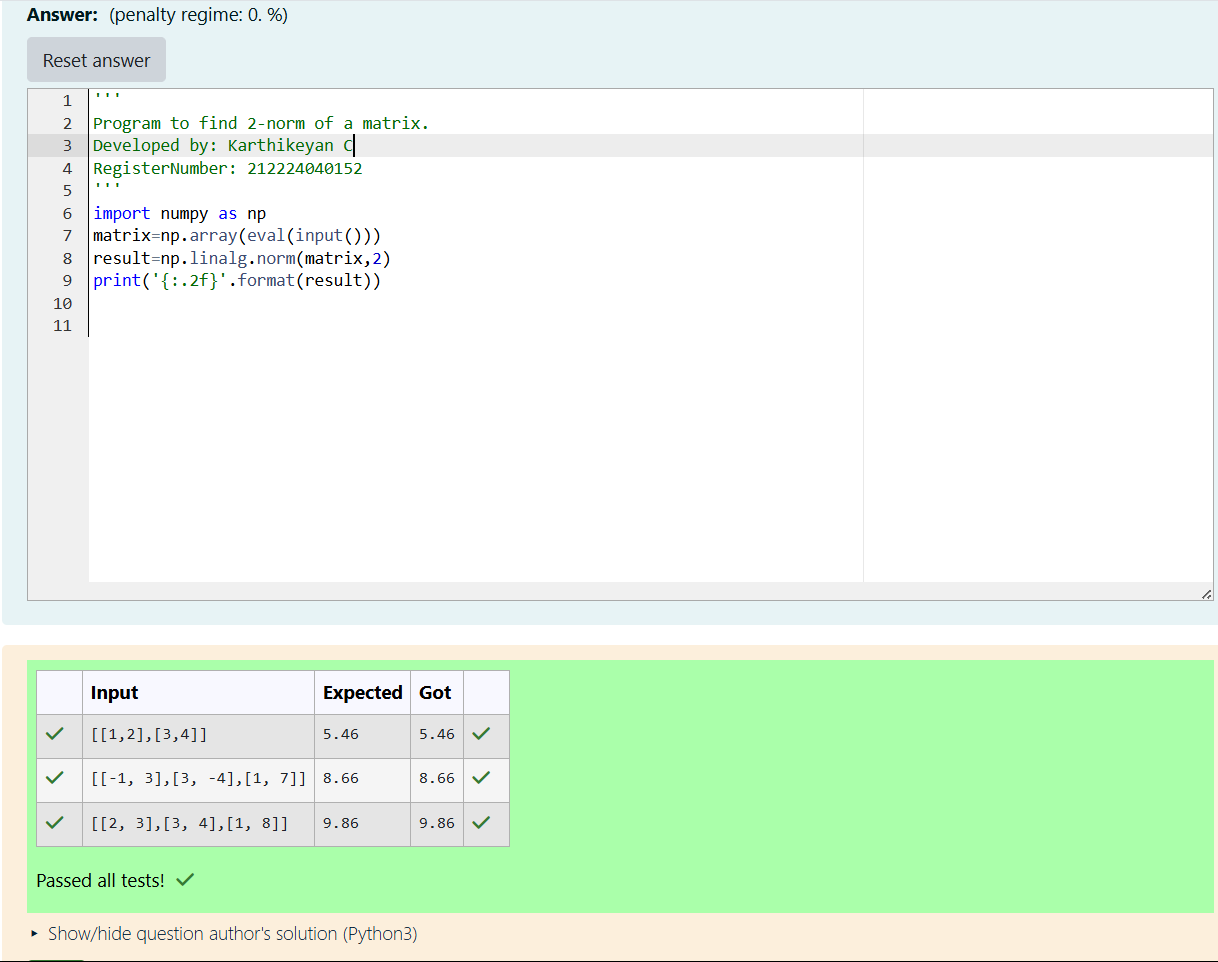 Answer: (penalty regime: 0. %)
Reset answer
1 '''
2 Program to find 2-norm of a matrix.
3 Developed by: Karthikeyan C
4 RegisterNumber: 212224040152
5 '''
6 import numpy as np
7 matrix=np.array(eval(input()))
8 result=np.linalg.norm(matrix,2)
9 print('{:.2f}'.format(result))
10
11
Input Expected Got
[[1,2],[3,4]] 5.46 5.46
[[-1, 3],[3, -4],[1, 7]] 8.66 8.66
[[2, 3],[3, 4],[1, 8]] 9.86 9.86
Passed all tests!
Show/hide question author's solution (Python3)